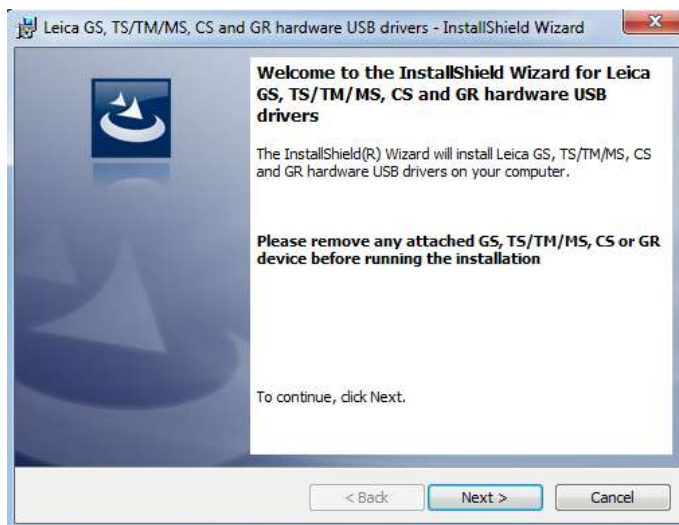 Leica GS, TS/TM/MS, CS and GR hardware USB drivers - InstallShield Wizard
Welcome to the InstallShield Wizard for Leica
GS, TS/TM/MS, CS and GR hardware USB
drivers
The InstallShield(R) Wizard will install Leica GS, TS/TM/MS, CS
and GR hardware USB drivers on your computer.
Please remove any attached GS, TS/TM/MS, CS or GR
device before running the installation
To continue, click Next.
< Back
Next >
Cancel